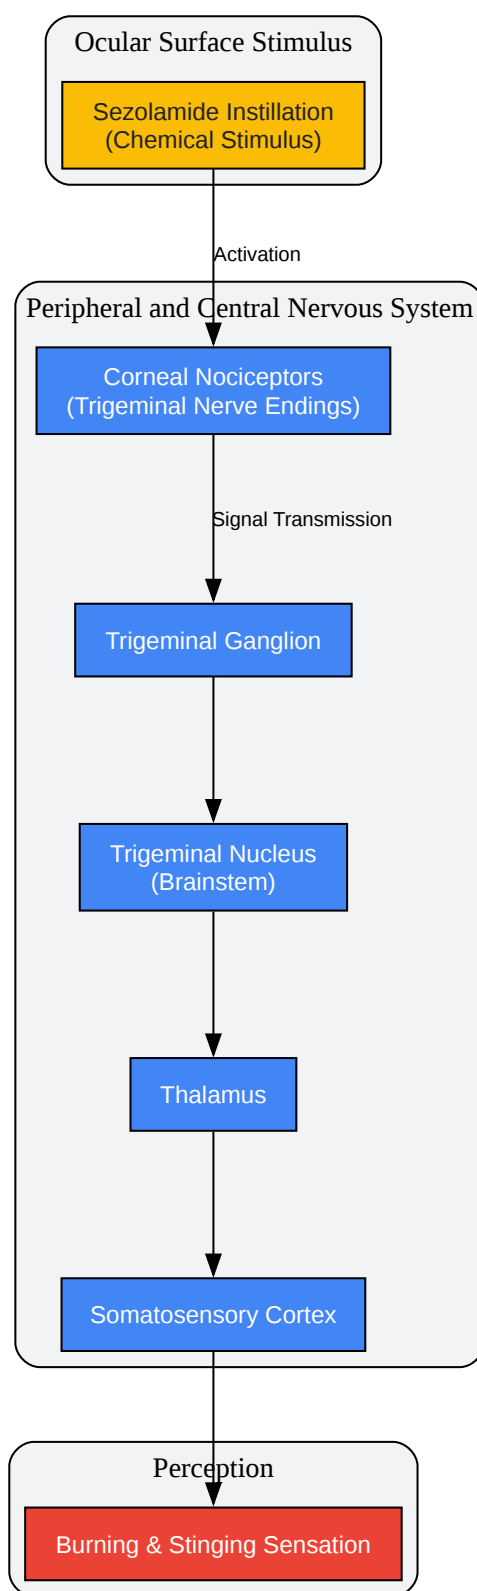 Ocular Surface Stimulus
Sezolamide Instillation
(Chemical Stimulus)
Activation
Peripheral and Central Nervous System
Corneal Nociceptors
(Trigeminal Nerve Endings)
Signal Transmission
Trigeminal Ganglion
Trigeminal Nucleus
(Brainstem)
Thalamus
Somatosensory Cortex
Perception
Burning & Stinging Sensation